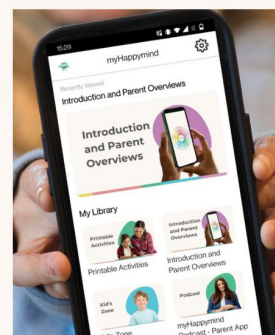 15:29
myHappymind
Recently Viewed
Introduction and Parent Overviews
Introduction
and Parent
Overviews
My Library
Printable
Activities
Introduction
and Parent
Overviews
Printable Activities
Introduction and
Parent Overviews
Kid's
Zone
Podcast
Zone
myHappymind
Podcast - Parent App